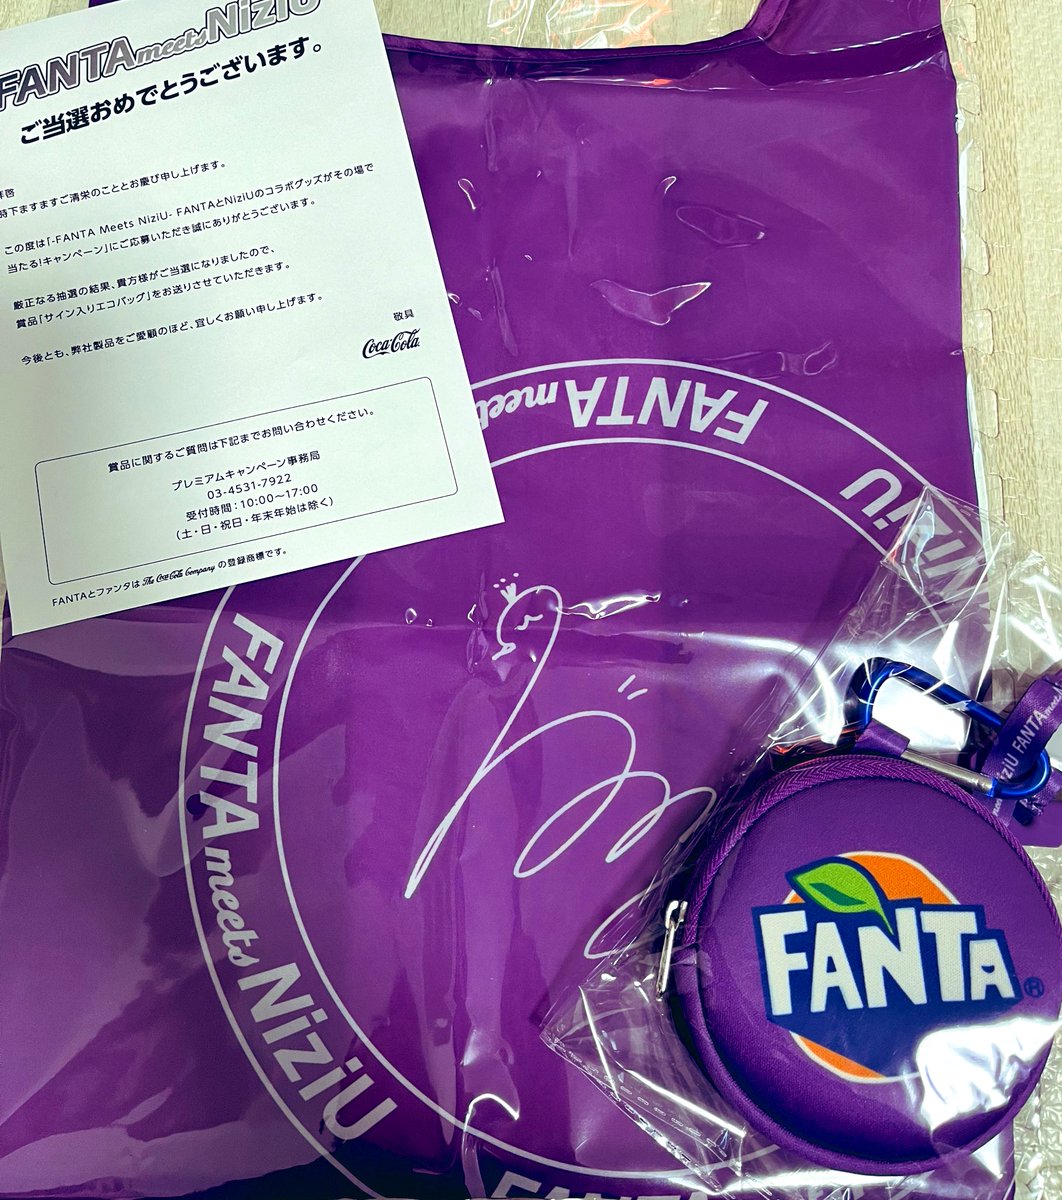 FANTA meets NiziU
ご当選おめでとうございます。
拝啓
時下ますますご清栄のこととお慶び申し上げます。
この度は「-FANTA Meets NiziU- FANTAとNiziUのコラボグッズがその場で
当たる!キャンペーン」にご応募いただき誠にありがとうございます。
厳正なる抽選の結果、貴方様がご当選になりましたので、
賞品「サイン入りエコバッグ」をお送りさせていただきます。
今後とも、弊社製品をご愛顧のほど、宜しくお願い申し上げます。
敬具
Coca-Cola
賞品に関するご質問は下記までお問い合わせください。
プレミアムキャンペーン事務局
03-4531-7922
受付時間:10:00〜17:00
(土・日・祝日・年末年始は除く)
FANTAとファンタは The Coca-Cola Company の登録商標です。
FANTA meets
NiziU
FANTA meets NiziU
FANTA
NiziU FANTA
FANTA®